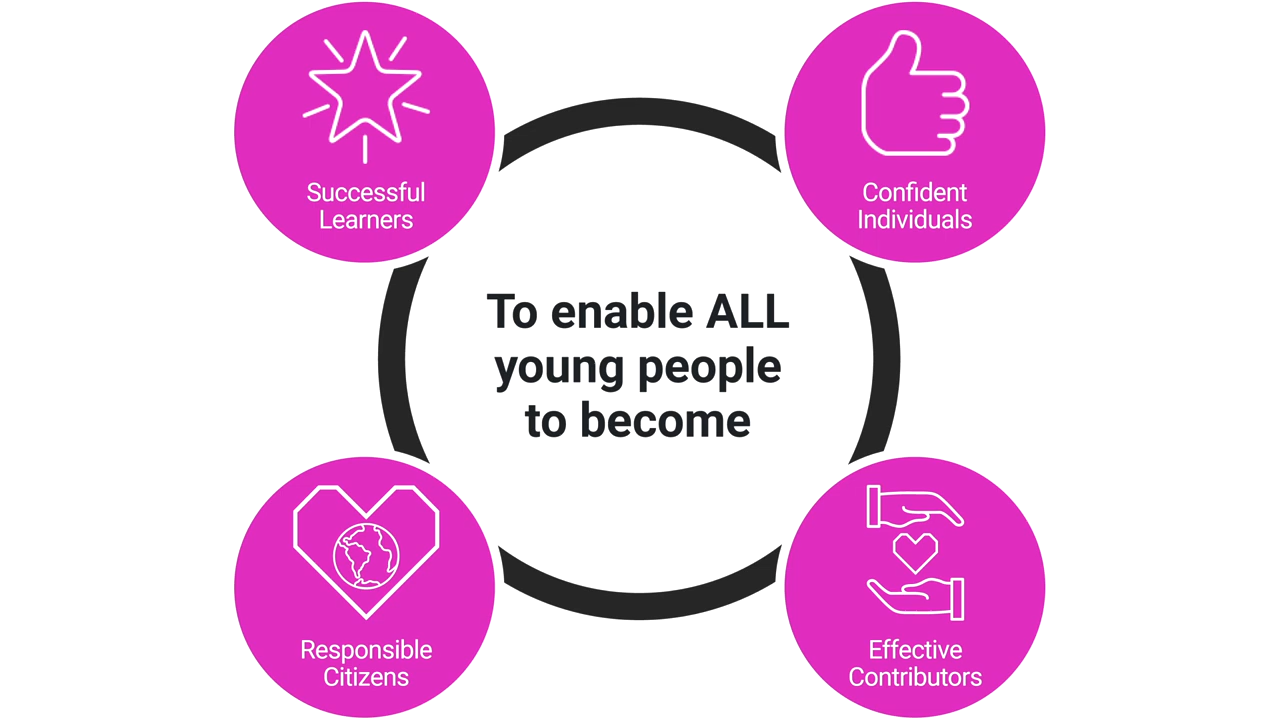 Successful
Learners
Confident
Individuals
To enable ALL
young people
to become
Responsible
Citizens
Effective
Contributors